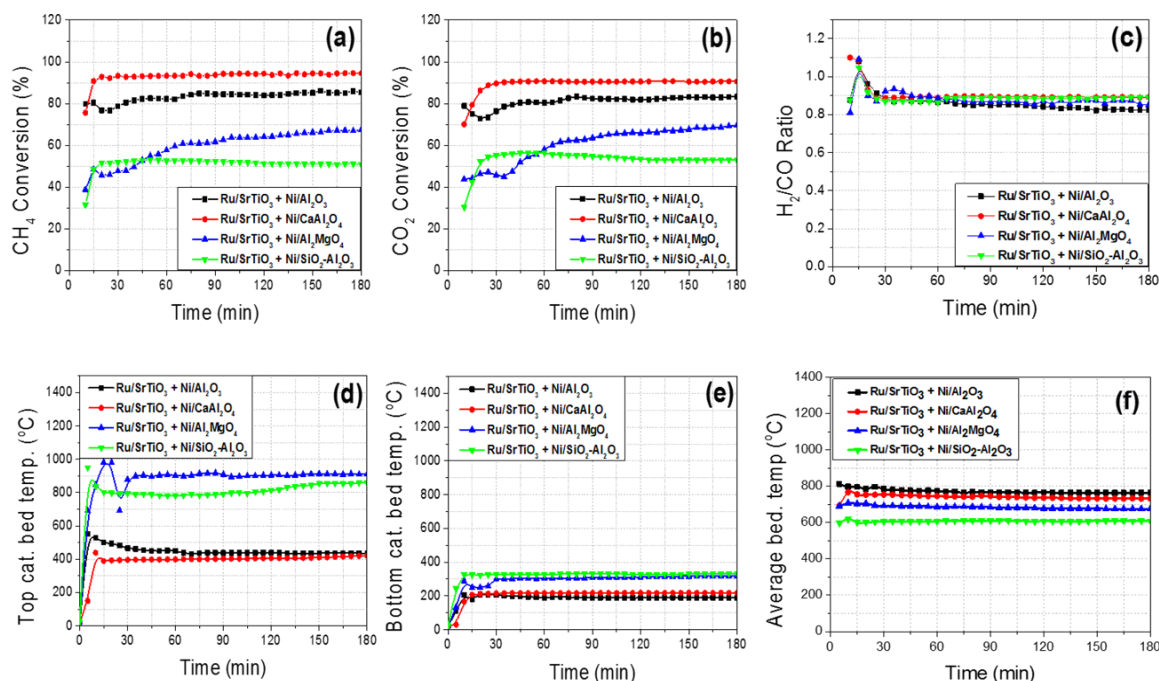 (a)
CH₄ Conversion (%)
120
100
80
60
40
20
0
Ru/SrTiO₃ + Ni/Al₂O₃
Ru/SrTiO₃ + Ni/CaAl₂O₄
Ru/SrTiO₃ + Ni/Al₂MgO₄
Ru/SrTiO₃ + Ni/SiO₂-Al₂O₃
0 30 60 90 120 150 180
Time (min)
(b)
CO₂ Conversion (%)
120
100
80
60
40
20
0
Ru/SrTiO₃ + Ni/Al₂O₃
Ru/SrTiO₃ + Ni/CaAl₂O₃
Ru/SrTiO₃ + Ni/Al₂MgO₄
Ru/SrTiO₃ + Ni/SiO₂-Al₂O₃
0 30 60 90 120 150 180
Time (min)
(c)
H₂/CO Ratio
1.2
1.0
0.8
0.6
0.4
0.2
0.0
Ru/SrTiO₃ + Ni/Al₂O₃
Ru/SrTiO₃ + Ni/CaAl₂O₄
Ru/SrTiO₃ + Ni/Al₂MgO₄
Ru/SrTiO₃ + Ni/SiO₂-Al₂O₃
0 30 60 90 120 150 180
Time (min)
(d)
Top cat. bed temp. (°C)
1400
1200
1000
800
600
400
200
0
Ru/SrTiO₃ + Ni/Al₂O₃
Ru/SrTiO₃ + Ni/CaAl₂O₄
Ru/SrTiO₃ + Ni/Al₂MgO₄
Ru/SrTiO₃ + Ni/SiO₂-Al₂O₃
0 30 60 90 120 150 180
Time (min)
(e)
Bottom cat. bed temp. (°C)
1400
1200
1000
800
600
400
200
0
Ru/SrTiO₃ + Ni/Al₂O₃
Ru/SrTiO₃ + Ni/CaAl₂O₄
Ru/SrTiO₃ + Ni/Al₂MgO₄
Ru/SrTiO₃ + Ni/SiO₂-Al₂O₃
0 30 60 90 120 150 180
Time (min)
(f)
Average bed. temp (°C)
1400
1200
1000
800
600
400
200
0
Ru/SrTiO₃ + Ni/Al₂O₃
Ru/SrTiO₃ + Ni/CaAl₂O₄
Ru/SrTiO₃ + Ni/Al₂MgO₄
Ru/SrTiO₃ + Ni/SiO₂-Al₂O₃
0 30 60 90 120 150 180
Time (min)